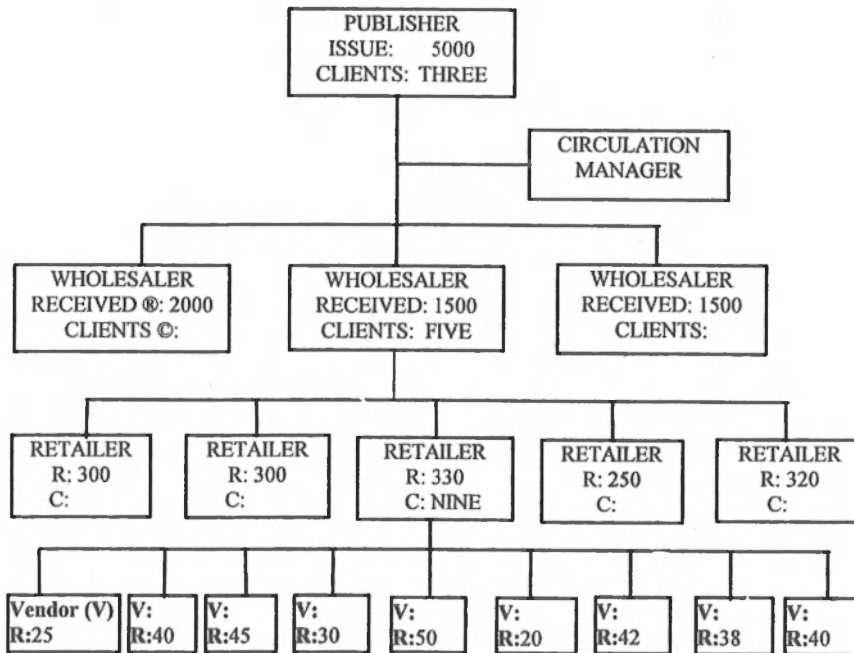 PUBLISHER
ISSUE: 5000
CLIENTS: THREE
CIRCULATION
MANAGER
WHOLESALER
RECEIVED ®: 2000
CLIENTS ©:
WHOLESALER
RECEIVED: 1500
CLIENTS: FIVE
WHOLESALER
RECEIVED: 1500
CLIENTS:
RETAILER
R: 300
C:
RETAILER
R: 300
C:
RETAILER
R: 330
C: NINE
RETAILER
R: 250
C:
RETAILER
R: 320
C:
Vendor (V)
R:25
V:
R:40
V:
R:45
V:
R:30
V:
R:50
V:
R:20
V:
R:42
V:
R:38
V:
R:40